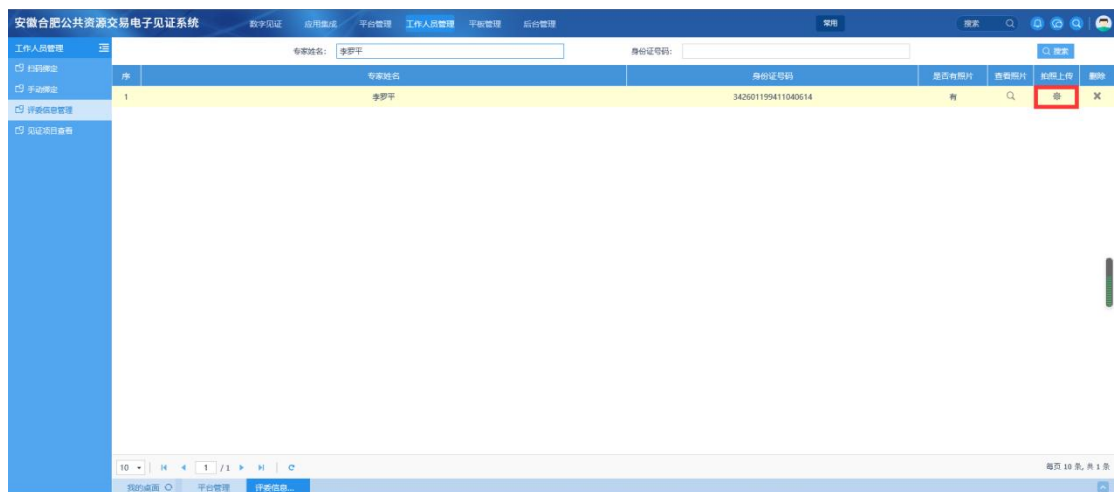 安徽合肥公共资源交易电子见证系统 数字见证 应用集成 平台管理 工作人员管理 平板管理 后台管理 常用 搜索
工作人员管理 专家姓名: 李罗平 身份证号码: 搜索
扫码绑定
手动绑定
评委信息管理
见证项目查看
序 专家姓名 身份证号码 是否有照片 查看照片 拍照上传 删除
1 李罗平 342601199411040614 有
10 1 / 1 每页 10 条, 共 1 条
我的桌面 平台管理 评委信息...